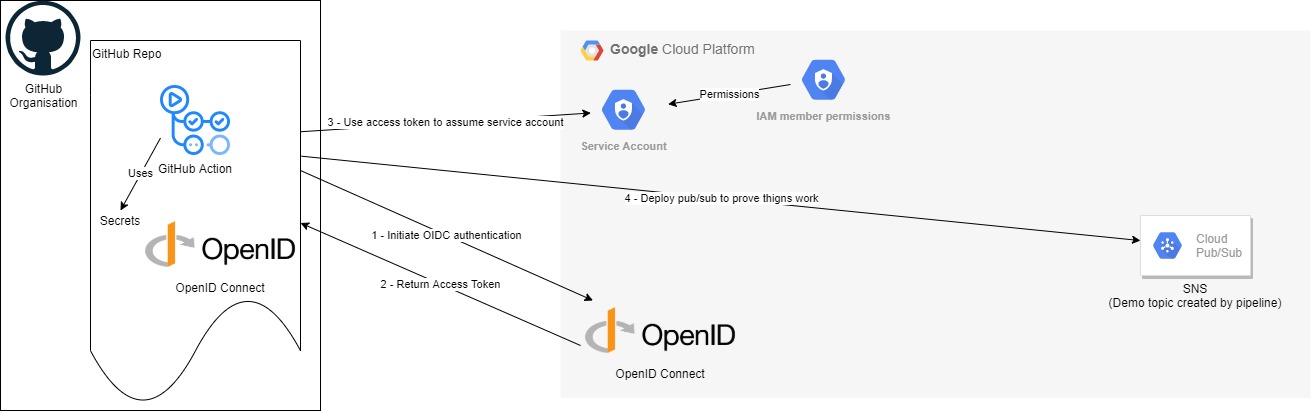 GitHub
Organisation
GitHub Repo
GitHub Action
Uses
Secrets
OpenID
OpenID Connect
Google Cloud Platform
Permissions
IAM member permissions
Service Account
3 - Use access token to assume service account
4 - Deploy pub/sub to prove thigns work
1 - Initiate OIDC authentication
2 - Return Access Token
OpenID
OpenID Connect
Cloud
Pub/Sub
SNS
(Demo topic created by pipeline)